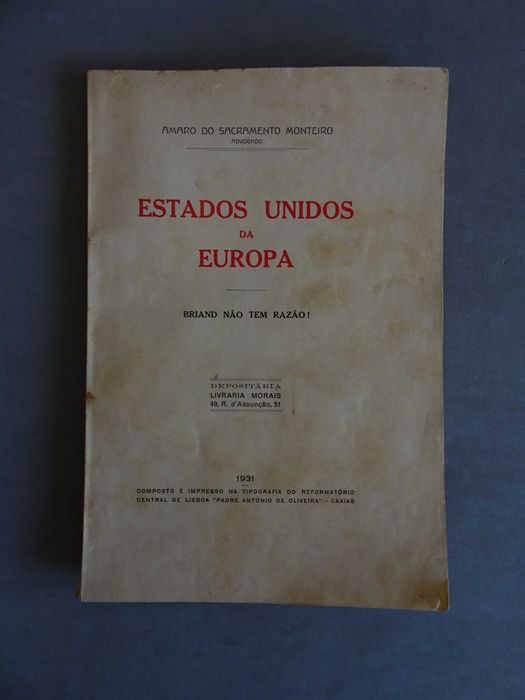 AMARO DO SACRAMENTO MONTEIRO
ADVOGADO
ESTADOS UNIDOS
DA
EUROPA
BRIAND NÃO TEM RAZÃO!
DEPOSITÁRIA
LIVRARIA MORAIS
49, R. d'Assunção, 51
1931
COMPOSTO E IMPRESSO NA TIPOGRAFIA DO REFORMATÓRIO
CENTRAL DE LISBOA "PADRE ANTÓNIO DE OLIVEIRA" – CAXIAS